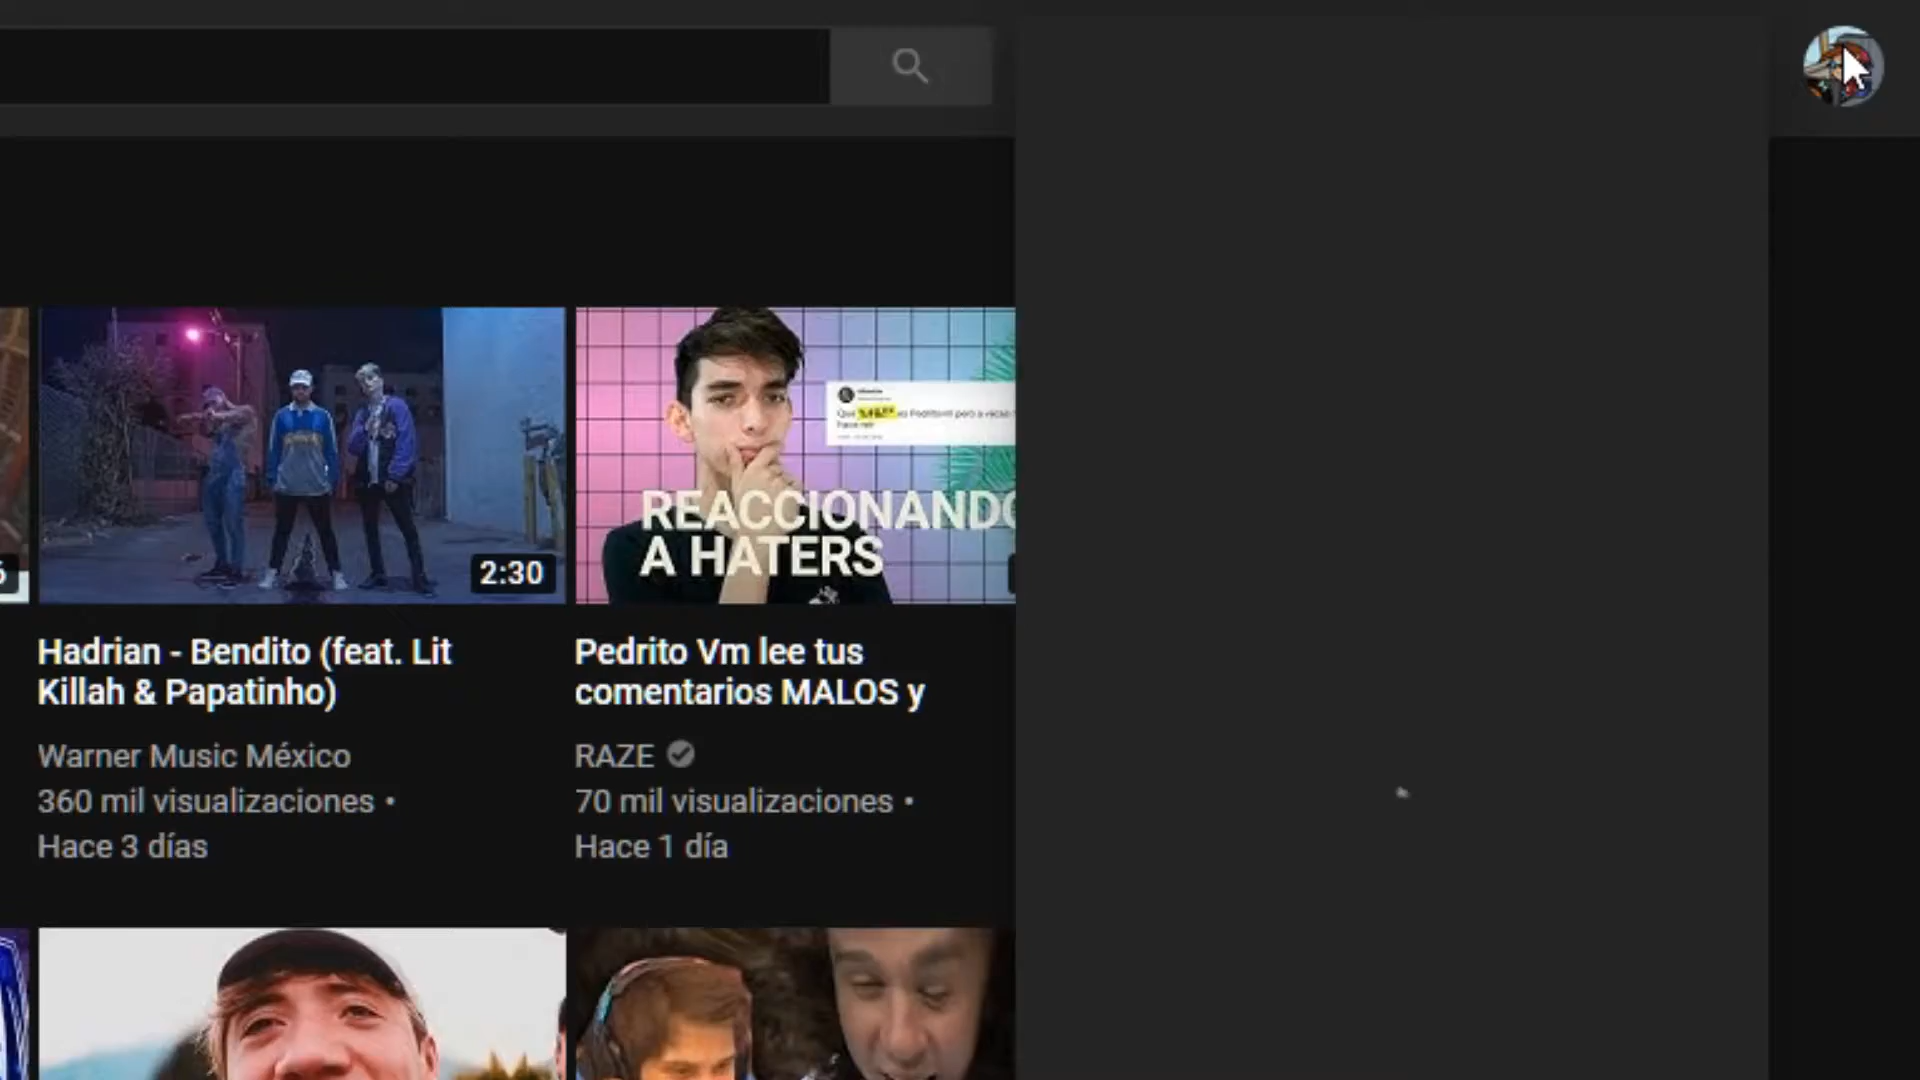 REACCIONANDO
A HATERS
2:30
Hadrian - Bendito (feat. Lit
Killah & Papatinho)
Warner Music México
360 mil visualizaciones •
Hace 3 días
Pedrito Vm lee tus
comentarios MALOS y
RAZE
70 mil visualizaciones •
Hace 1 día